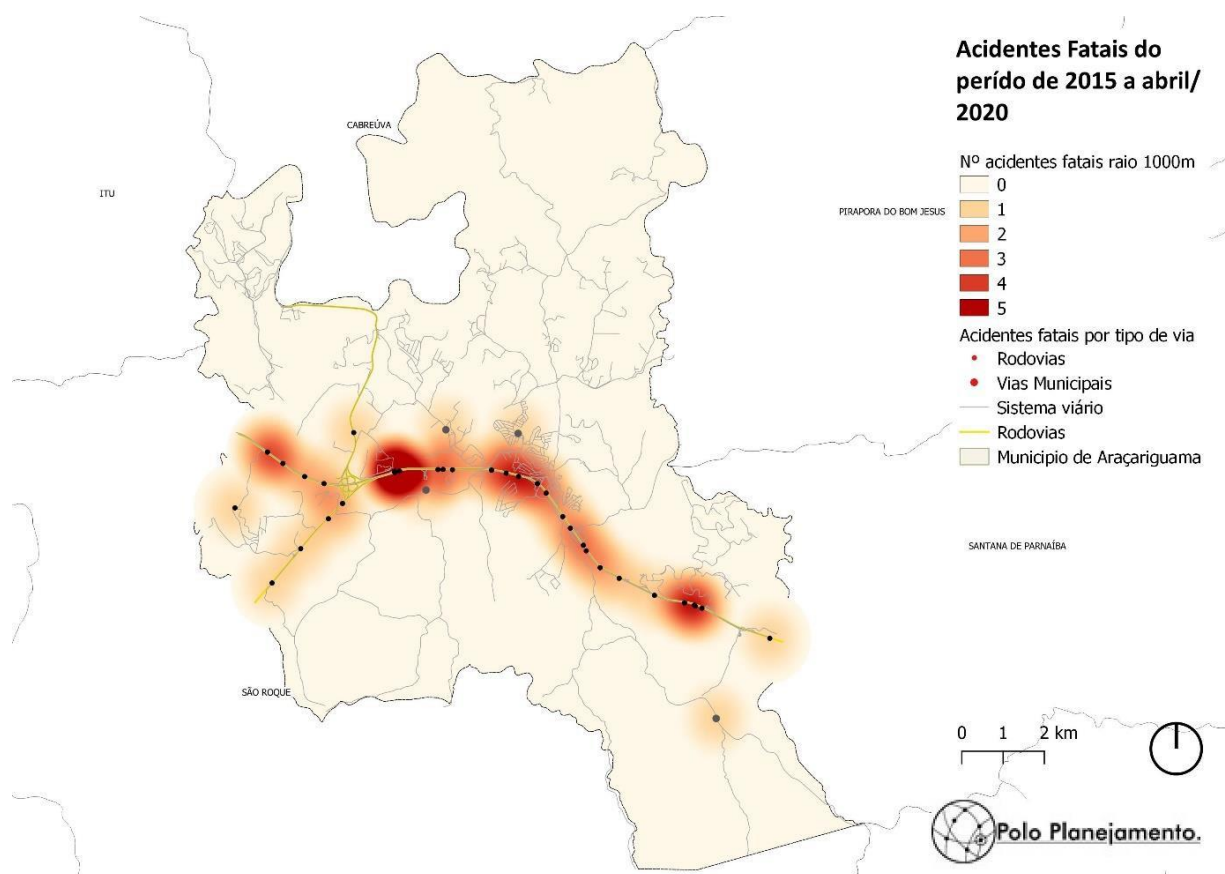 Acidentes Fatais do
perído de 2015 a abril/
2020
CABREÚVA
Nº acidentes fatais raio 1000m
0
ITU
1
PIRAPORA DO BOM JESUS
2
3
4
5
Acidentes fatais por tipo de via
Rodovias
Vias Municipais
Sistema viário
Rodovias
Municipio de Araçariguama
SANTANA DE PARNAÍBA
SÃO ROQUE
0 1 2 km
Polo Planejamento.